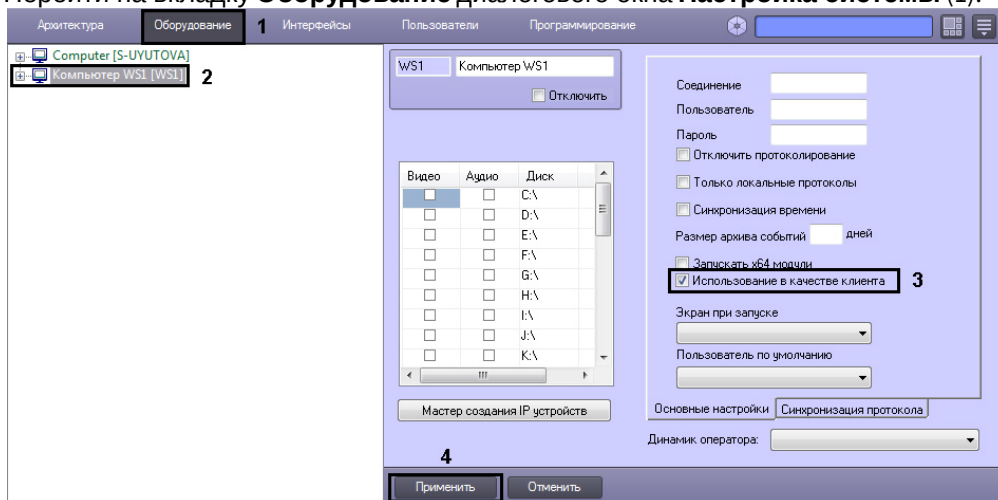 Перейти на вкладку Оборудование диалогового окна Настройка системы (1).
Архитектура Оборудование 1 Интерфейсы Пользователи Программирование
Computer [S-UYUTOVA]
Компьютер WS1 [WS1] 2
WS1 Компьютер WS1
Отключить
Видео Аудио Диск
C:\
D:\
E:\
F:\
G:\
H:\
I:\
J:\
K:\
Мастер создания IP устройств
Соединение
Пользователь
Пароль
Отключить протоколирование
Только локальные протоколы
Синхронизация времени
Размер архива событий дней
Запускать x64 модули
Использование в качестве клиента 3
Экран при запуске
Пользователь по умолчанию
Основные настройки Синхронизация протокола
Динамик оператора:
4
Применить Отменить